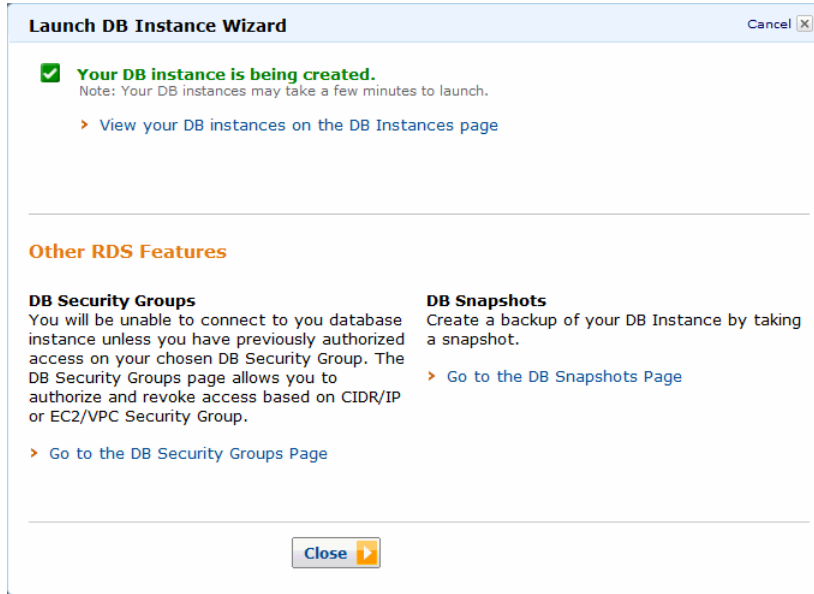 Launch DB Instance Wizard
Cancel
Your DB instance is being created.
Note: Your DB instances may take a few minutes to launch.
View your DB instances on the DB Instances page
Other RDS Features
DB Security Groups
You will be unable to connect to you database
instance unless you have previously authorized
access on your chosen DB Security Group. The
DB Security Groups page allows you to
authorize and revoke access based on CIDR/IP
or EC2/VPC Security Group.
Go to the DB Security Groups Page
DB Snapshots
Create a backup of your DB Instance by taking
a snapshot.
Go to the DB Snapshots Page
Close